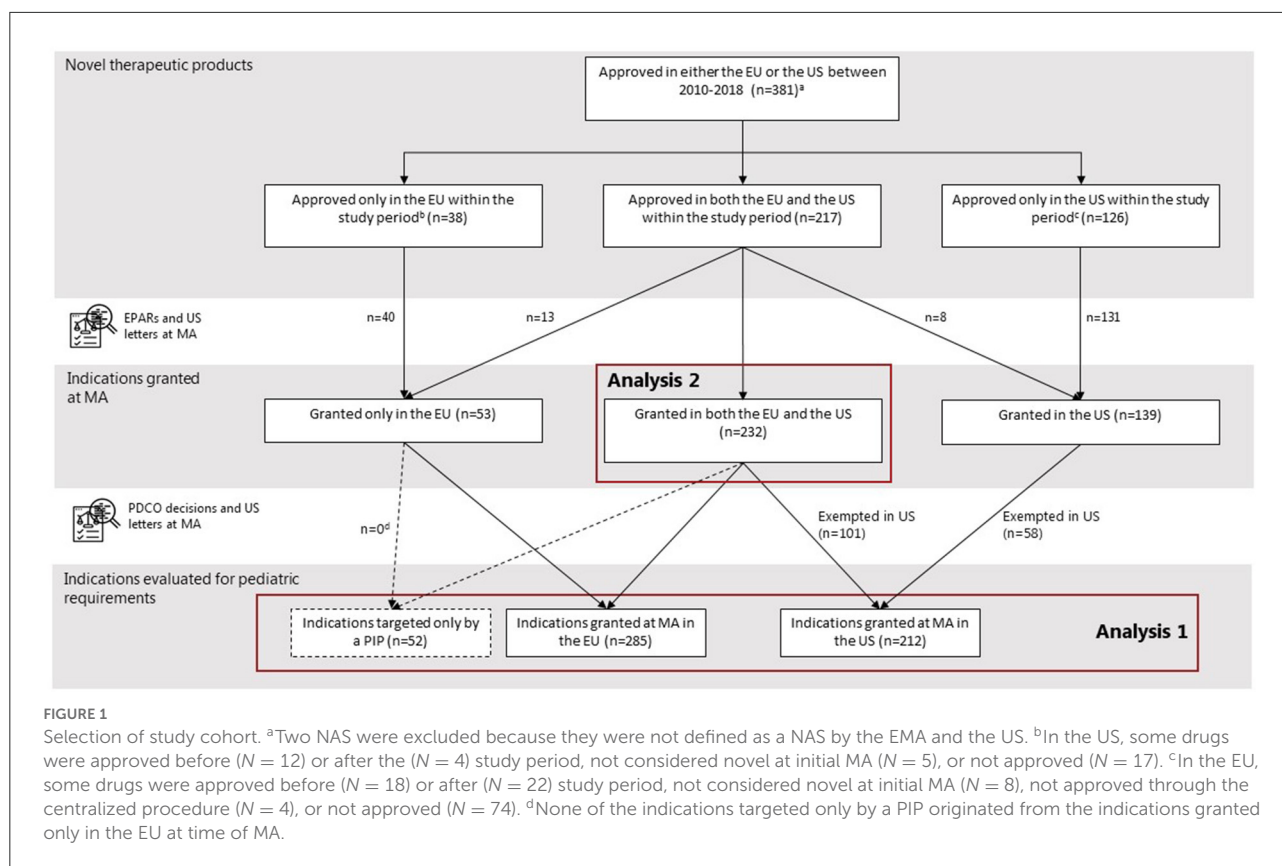 Novel therapeutic products
Approved in either the EU or the US between
2010-2018 (n=381)a
Approved only in the EU within the
study periodb (n=38)
Approved in both the EU and the US
within the study period (n=217)
Approved only in the US within the study
periodc (n=126)
EPARs and US
letters at MA
n=40
n=13
n=8
n=131
Indications granted
at MA
Analysis 2
Granted only in the EU (n=53)
Granted in both the EU and the US
(n=232)
Granted in the US (n=139)
PDCO decisions and US
letters at MA
n=0d
Exempted in US
(n=101)
Exempted in US
(n=58)
Indications evaluated for pediatric
requirements
Indications targeted only by
a PIP (n=52)
Indications granted at MA in
the EU (n=285)
Indications granted at MA in
the US (n=212)
Analysis 1
FIGURE 1
Selection of study cohort. aTwo NAS were excluded because they were not defined as a NAS by the EMA and the US. bIn the US, some drugs
were approved before (N = 12) or after the (N = 4) study period, not considered novel at initial MA (N = 5), or not approved (N = 17). cIn the EU,
some drugs were approved before (N = 18) or after (N = 22) study period, not considered novel at initial MA (N = 8), not approved through the
centralized procedure (N = 4), or not approved (N = 74). dNone of the indications targeted only by a PIP originated from the indications granted
only in the EU at time of MA.